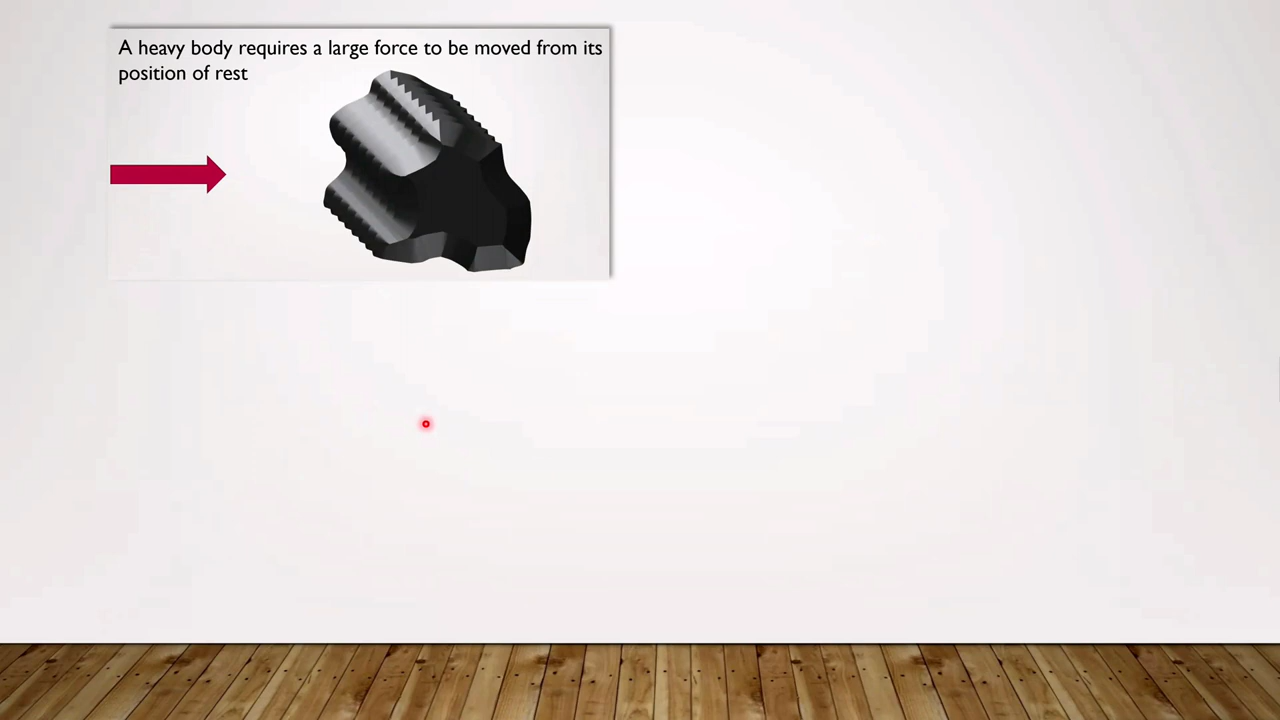 A heavy body requires a large force to be moved from its
position of rest